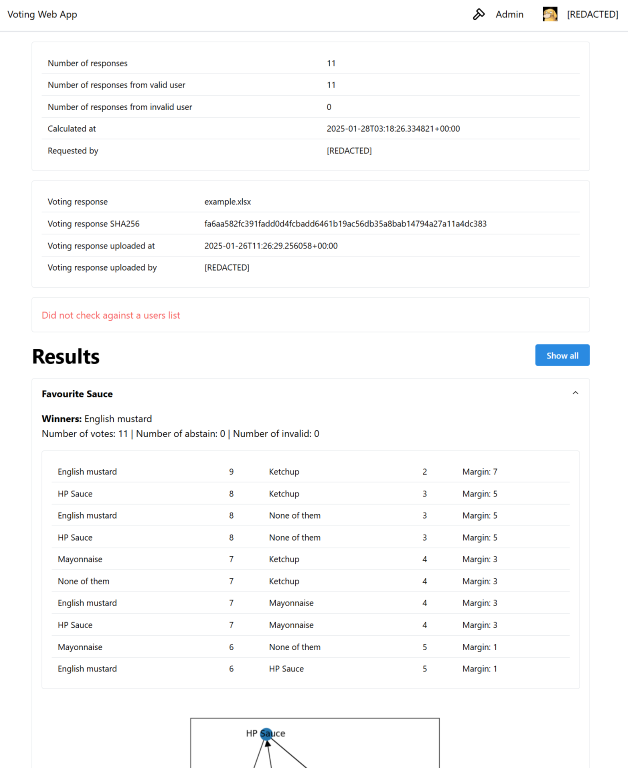 Voting Web App Admin [REDACTED]
Number of responses 11
Number of responses from valid user 11
Number of responses from invalid user 0
Calculated at 2025-01-28T03:18:26.334821+00:00
Requested by [REDACTED]
Voting response example.xlsx
Voting response SHA256 fa6aa582fc391fadd0d4fcbadd6461b19ac56db35a8bab14794a27a11a4dc383
Voting response uploaded at 2025-01-26T11:26:29.256058+00:00
Voting response uploaded by [REDACTED]
Did not check against a users list
Results Show all
Favourite Sauce
Winners: English mustard
Number of votes: 11 | Number of abstain: 0 | Number of invalid: 0
English mustard 9 Ketchup 2 Margin: 7
HP Sauce 8 Ketchup 3 Margin: 5
English mustard 8 None of them 3 Margin: 5
HP Sauce 8 None of them 3 Margin: 5
Mayonnaise 7 Ketchup 4 Margin: 3
None of them 7 Ketchup 4 Margin: 3
English mustard 7 Mayonnaise 4 Margin: 3
HP Sauce 7 Mayonnaise 4 Margin: 3
Mayonnaise 6 None of them 5 Margin: 1
English mustard 6 HP Sauce 5 Margin: 1
HP Sauce